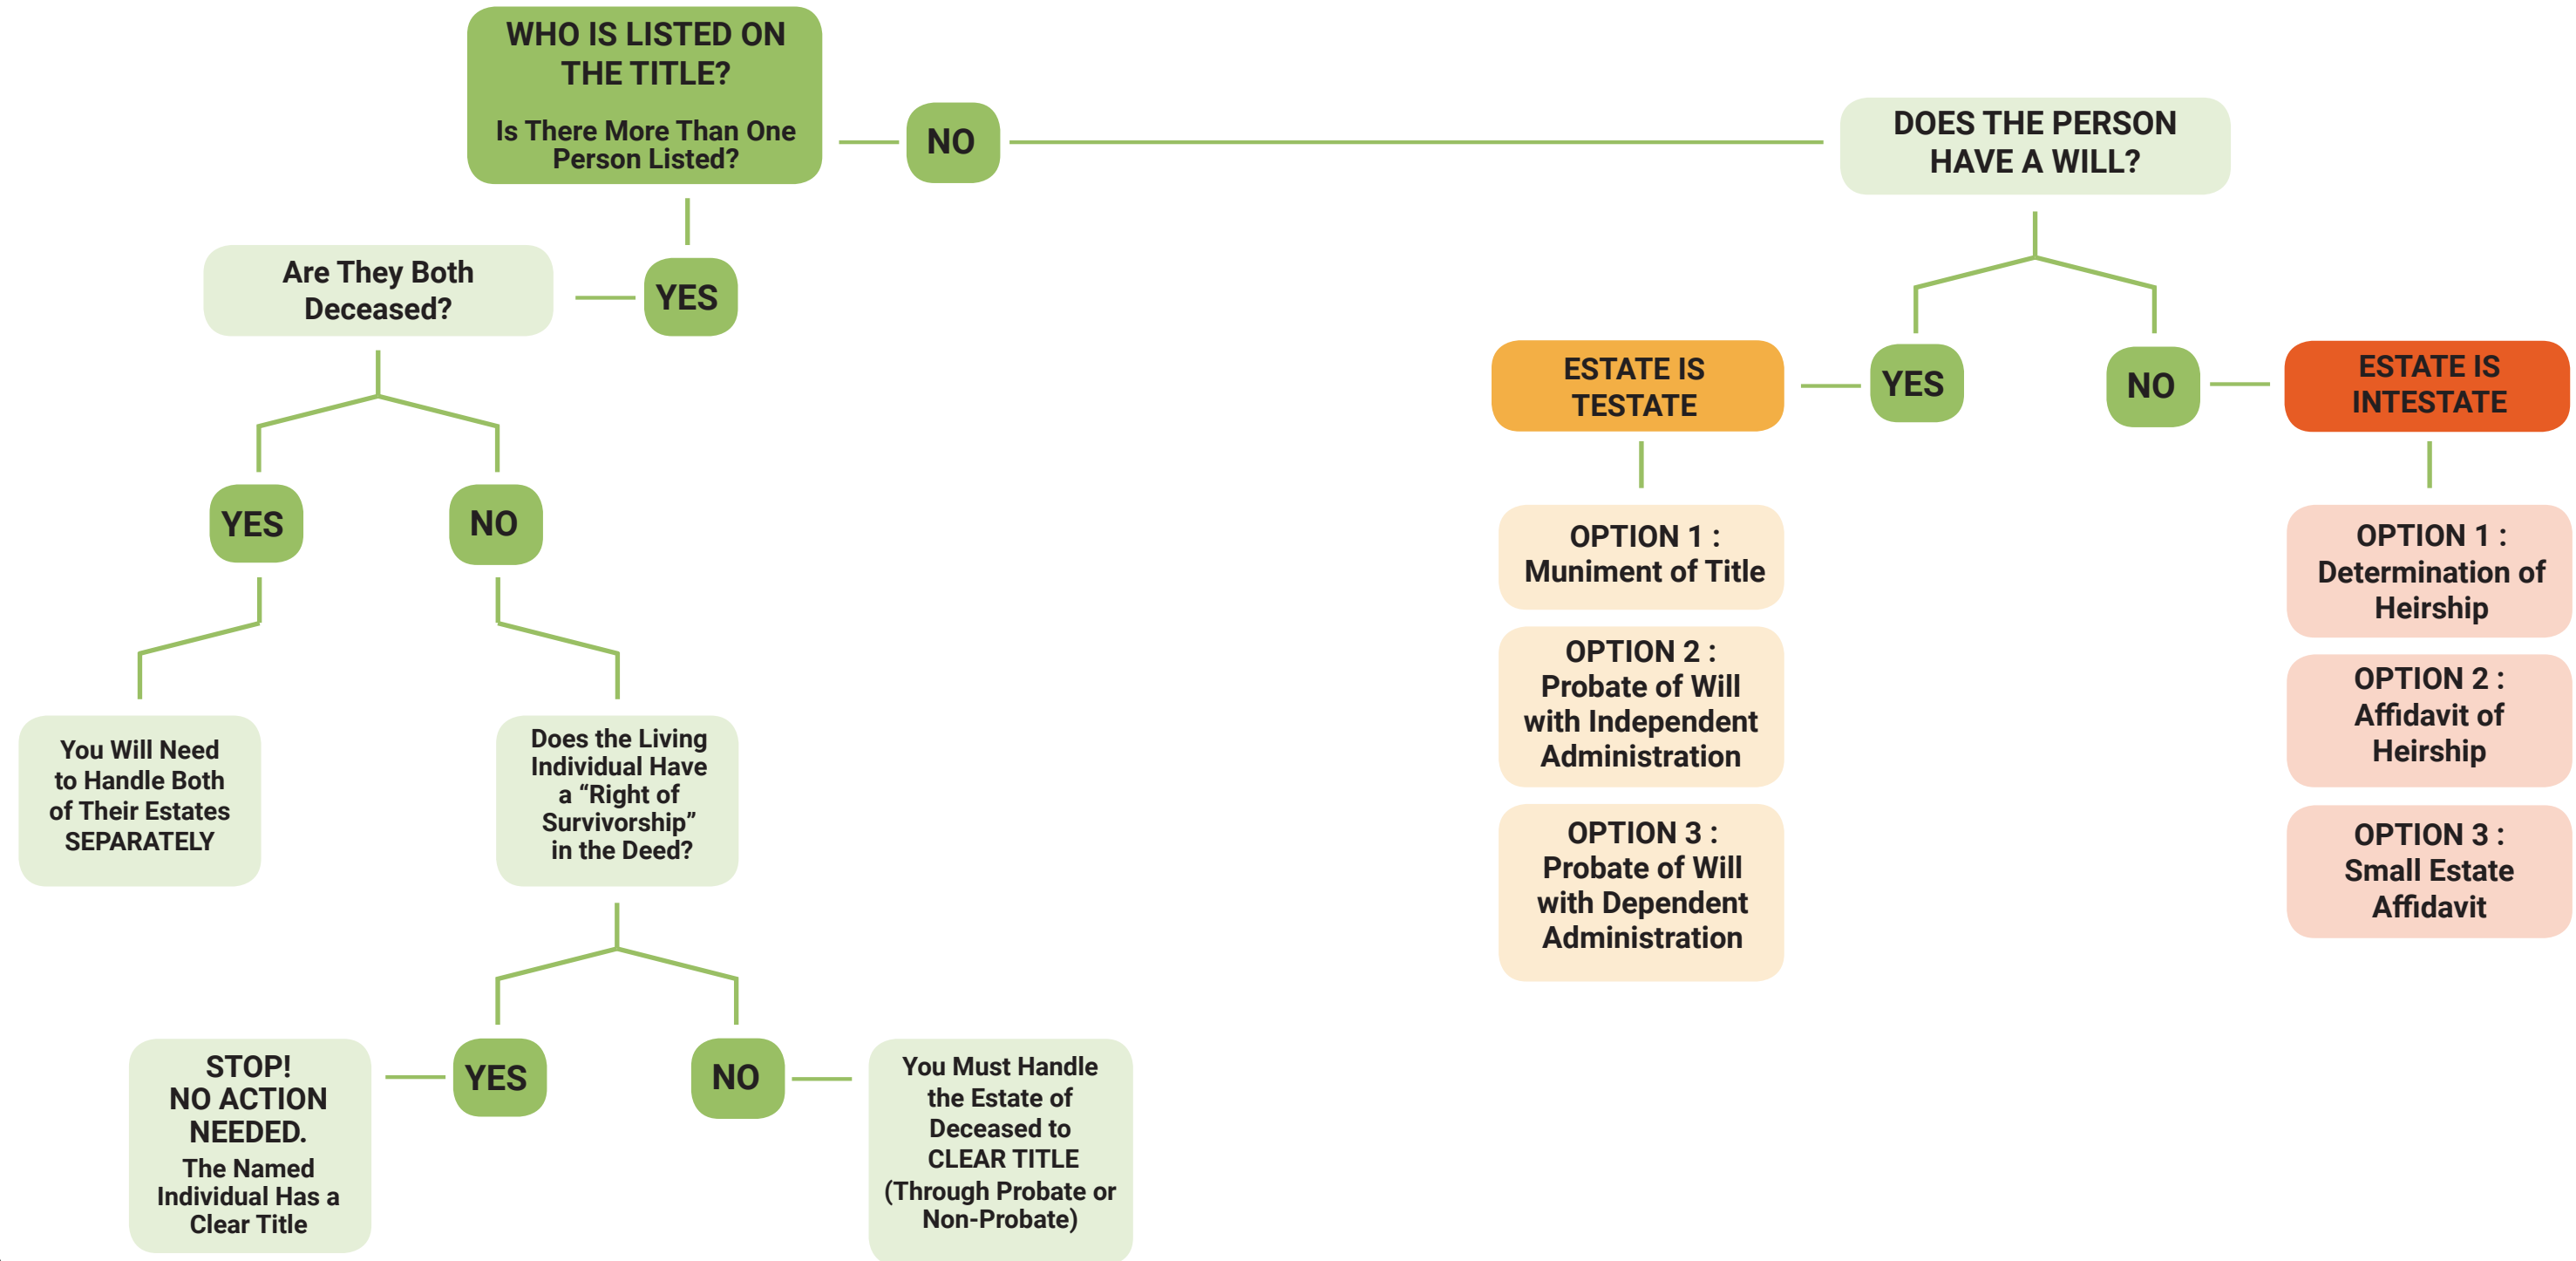 WHO IS LISTED ON
THE TITLE?
Is There More Than One
Person Listed?
NO
DOES THE PERSON
HAVE A WILL?
YES
Are They Both
Deceased?
YES
NO
You Will Need
to Handle Both
of Their Estates
SEPARATELY
Does the Living
Individual Have
a “Right of
Survivorship”
in the Deed?
YES
NO
STOP!
NO ACTION
NEEDED.
The Named
Individual Has a
Clear Title
You Must Handle
the Estate of
Deceased to
CLEAR TITLE
(Through Probate or
Non-Probate)
YES
NO
ESTATE IS
TESTATE
OPTION 1 :
Muniment of Title
OPTION 2 :
Probate of Will
with Independent
Administration
OPTION 3 :
Probate of Will
with Dependent
Administration
ESTATE IS
INTESTATE
OPTION 1 :
Determination of
Heirship
OPTION 2 :
Affidavit of
Heirship
OPTION 3 :
Small Estate
Affidavit